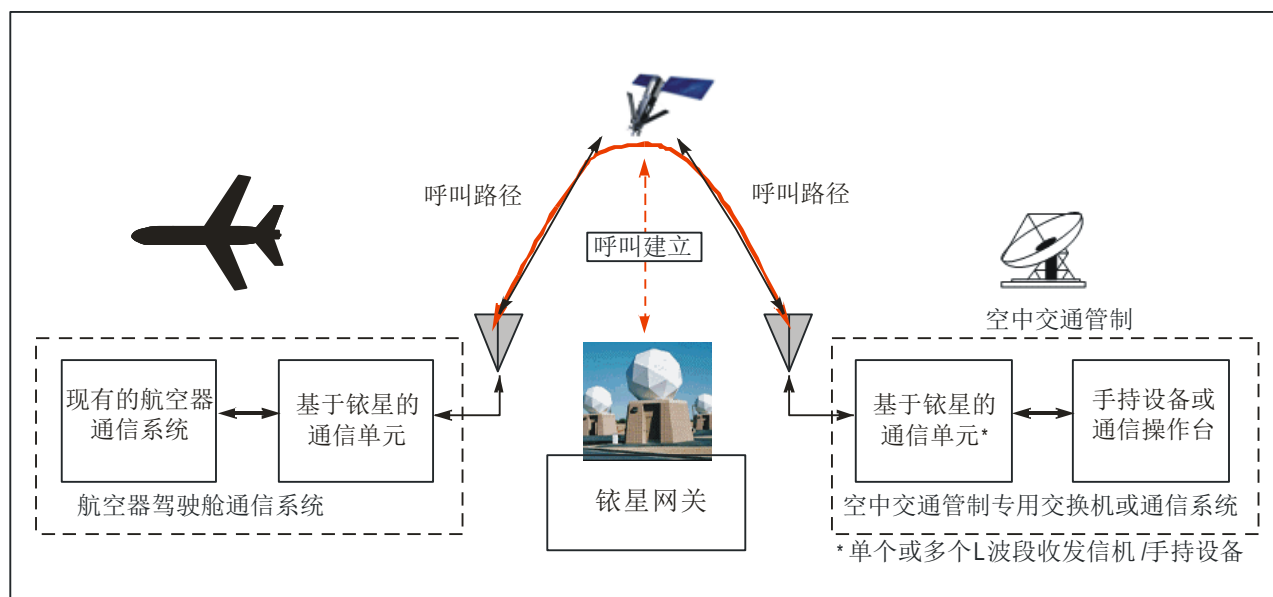 呼叫路径
呼叫路径
呼叫建立
空中交通管制
现有的航空器
通信系统
基于铱星的
通信单元
航空器驾驶舱通信系统
铱星网关
基于铱星的
通信单元*
手持设备或
通信操作台
空中交通管制专用交换机或通信系统
* 单个或多个L波段收发信机/手持设备